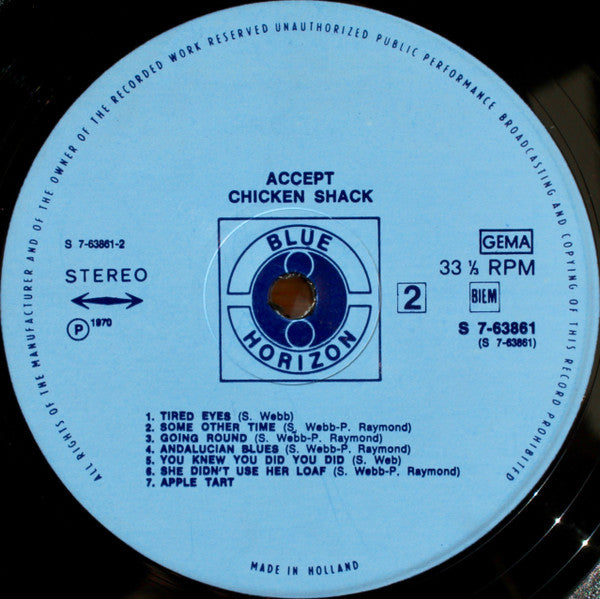 ALL RIGHTS OF THE MANUFACTURER AND OF THE OWNER OF THE RECORDED WORK RESERVED UNAUTHORIZED PUBLIC PERFORMANCE BROADCASTING AND COPYING OF THIS RECORD PROHIBITED
ACCEPT
CHICKEN SHACK
S 7-63861-2
STEREO
℗ 1970
BLUE
HORIZON
GEMA
33 ⅓ RPM
2
BIEM
S 7-63861
(S 7-63861)
1. TIRED EYES (S. Webb)
2. SOME OTHER TIME (S. Webb-P. Raymond)
3. GOING ROUND (S. Webb-P. Raymond)
4. ANDALUCIAN BLUES (S. Webb-P. Raymond)
5. YOU KNEW YOU DID YOU DID (S. Web)
6. SHE DIDN'T USE HER LOAF (S. Webb-P. Raymond)
7. APPLE TART
MADE IN HOLLAND